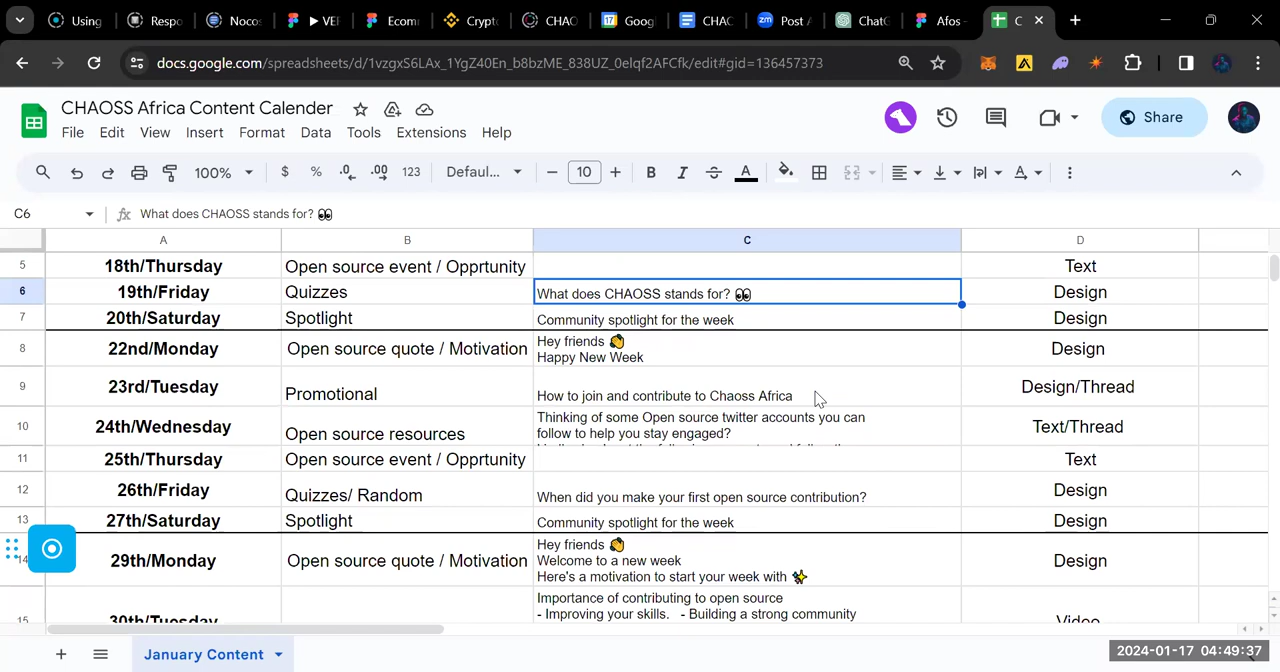 Using
Respo
Nocos
VEF
Ecom
Crypt
CHAO
Goog
CHAC
Post A
ChatG
Afos -
C
docs.google.com/spreadsheets/d/1vzgxS6LAx_1YgZ40En_b8bzME_838UZ_0elqf2AFCfk/edit#gid=136457373
CHAOSS Africa Content Calender
File Edit View Insert Format Data Tools Extensions Help
Share
100% $ % .0 .00 123 Defaul... − 10 + B I A
C6 fx What does CHAOSS stands for? 👀
A B C D
5 18th/Thursday Open source event / Opprtunity Text
6 19th/Friday Quizzes What does CHAOSS stands for? 👀 Design
7 20th/Saturday Spotlight Community spotlight for the week Design
8 22nd/Monday Open source quote / Motivation Hey friends 👏 Design
Happy New Week
9 23rd/Tuesday Promotional How to join and contribute to Chaoss Africa Design/Thread
10 24th/Wednesday Open source resources Thinking of some Open source twitter accounts you can Text/Thread
follow to help you stay engaged?
11 25th/Thursday Open source event / Opprtunity Text
12 26th/Friday Quizzes/ Random When did you make your first open source contribution? Design
13 27th/Saturday Spotlight Community spotlight for the week Design
14 29th/Monday Open source quote / Motivation Hey friends 👏 Design
Welcome to a new week
Here's a motivation to start your week with ✨
15 30th/Tuesday Importance of contributing to open source Video
- Improving your skills. - Building a strong community
January Content
2024-01-17 04:49:37